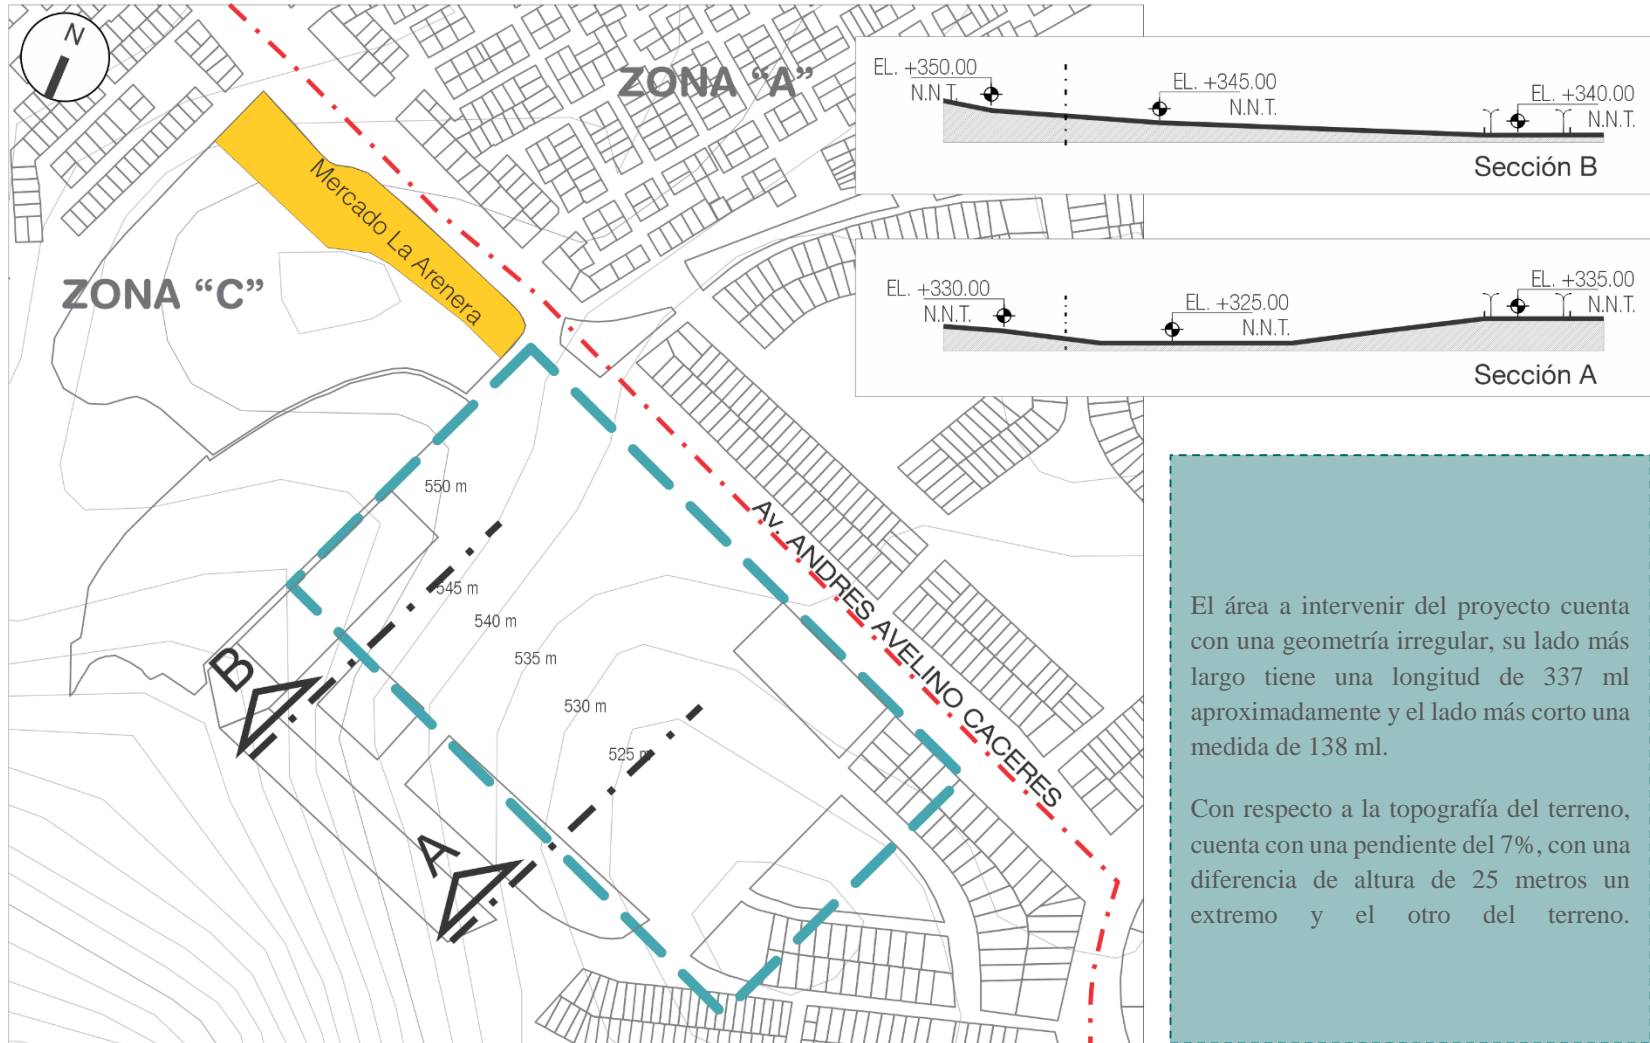 N
ZONA “A”
Mercado La Arenera
ZONA “C”
EL. +350.00
N.N.T.
EL. +345.00
N.N.T.
EL. +340.00
N.N.T.
Sección B
EL. +330.00
N.N.T.
EL. +325.00
N.N.T.
EL. +335.00
N.N.T.
Sección A
550 m
545 m
540 m
535 m
530 m
525 m
Av. ANDRES AVELINO CACERES
B
A
El área a intervenir del proyecto cuenta
con una geometría irregular, su lado más
largo tiene una longitud de 337 ml
aproximadamente y el lado más corto una
medida de 138 ml.
Con respecto a la topografía del terreno,
cuenta con una pendiente del 7%, con una
diferencia de altura de 25 metros un
extremo y el otro del terreno.